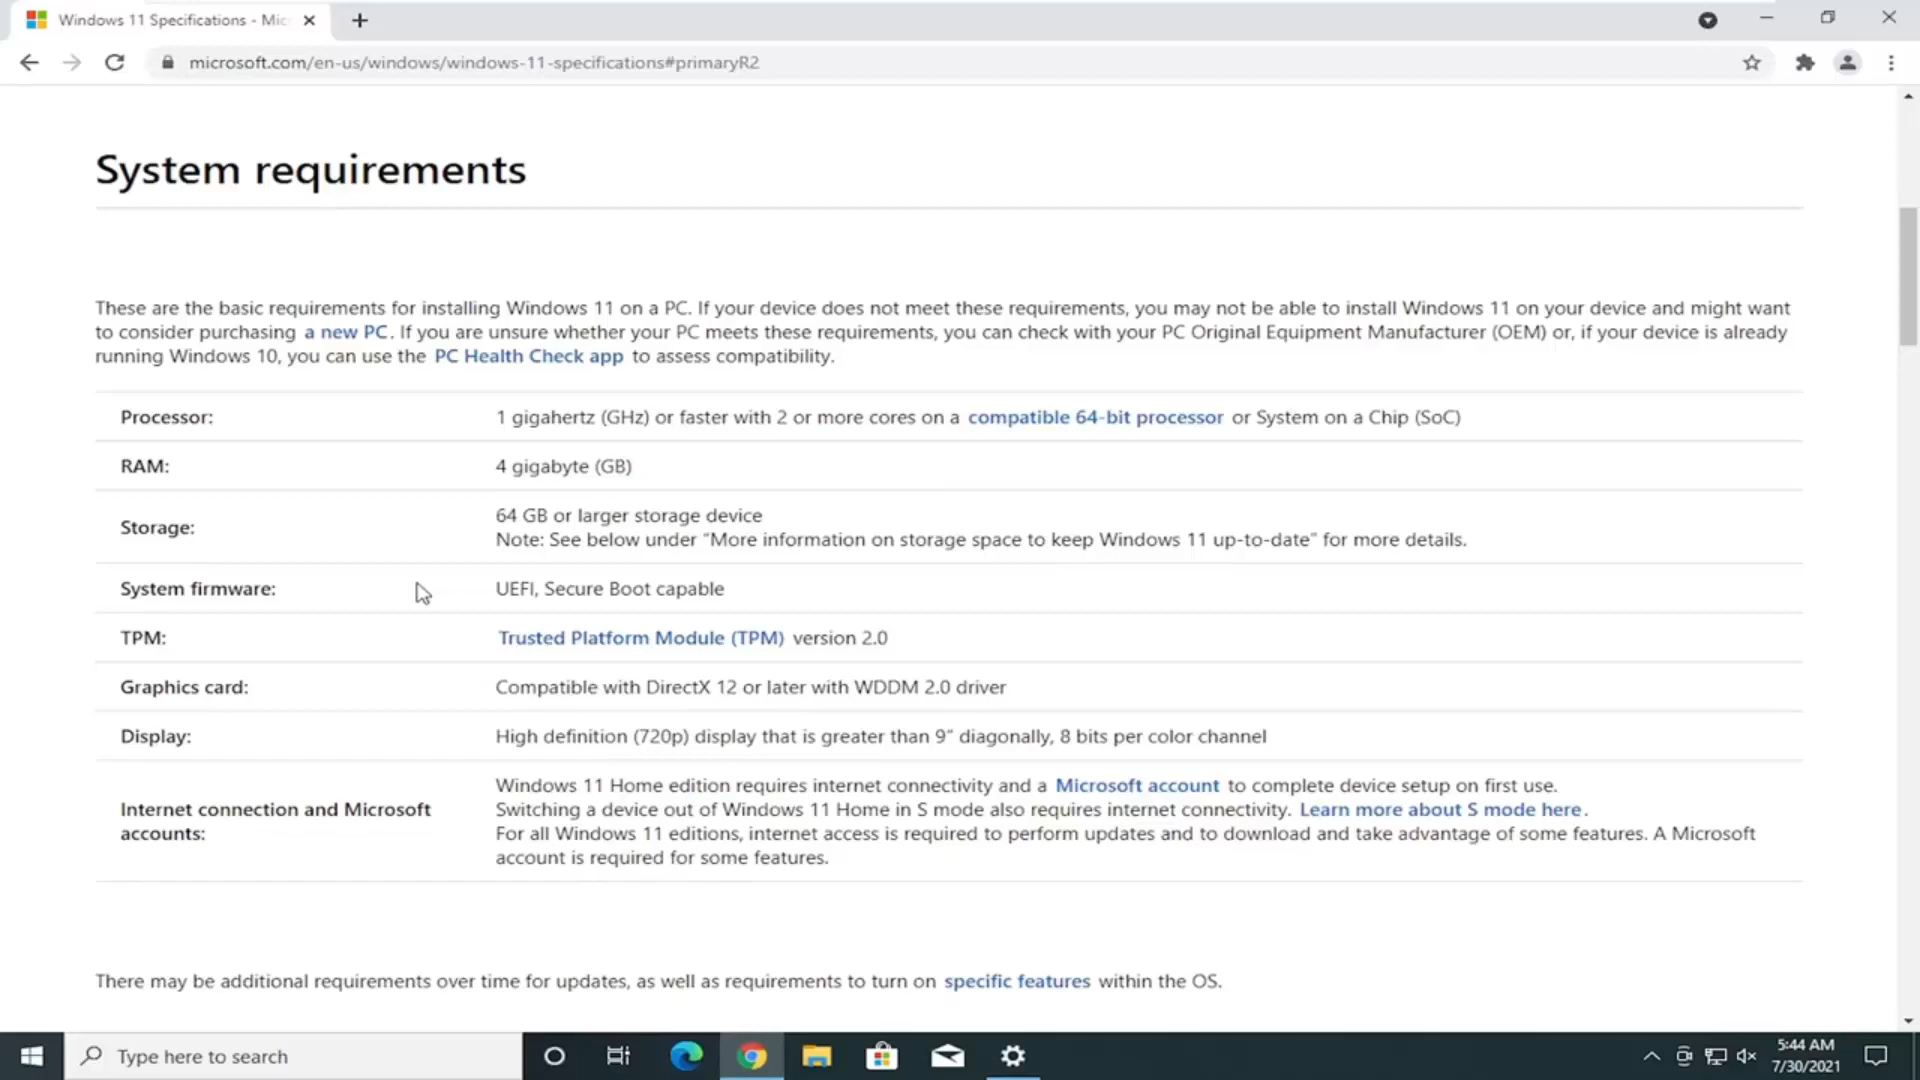 Windows 11 Specifications - Mic
microsoft.com/en-us/windows/windows-11-specifications#primaryR2
System requirements
These are the basic requirements for installing Windows 11 on a PC. If your device does not meet these requirements, you may not be able to install Windows 11 on your device and might want
to consider purchasing a new PC. If you are unsure whether your PC meets these requirements, you can check with your PC Original Equipment Manufacturer (OEM) or, if your device is already
running Windows 10, you can use the PC Health Check app to assess compatibility.
Processor: 1 gigahertz (GHz) or faster with 2 or more cores on a compatible 64-bit processor or System on a Chip (SoC)
RAM: 4 gigabyte (GB)
Storage: 64 GB or larger storage device
Note: See below under “More information on storage space to keep Windows 11 up-to-date” for more details.
System firmware: UEFI, Secure Boot capable
TPM: Trusted Platform Module (TPM) version 2.0
Graphics card: Compatible with DirectX 12 or later with WDDM 2.0 driver
Display: High definition (720p) display that is greater than 9” diagonally, 8 bits per color channel
Internet connection and Microsoft
accounts:
Windows 11 Home edition requires internet connectivity and a Microsoft account to complete device setup on first use.
Switching a device out of Windows 11 Home in S mode also requires internet connectivity. Learn more about S mode here.
For all Windows 11 editions, internet access is required to perform updates and to download and take advantage of some features. A Microsoft
account is required for some features.
There may be additional requirements over time for updates, as well as requirements to turn on specific features within the OS.
Type here to search
5:44 AM
7/30/2021